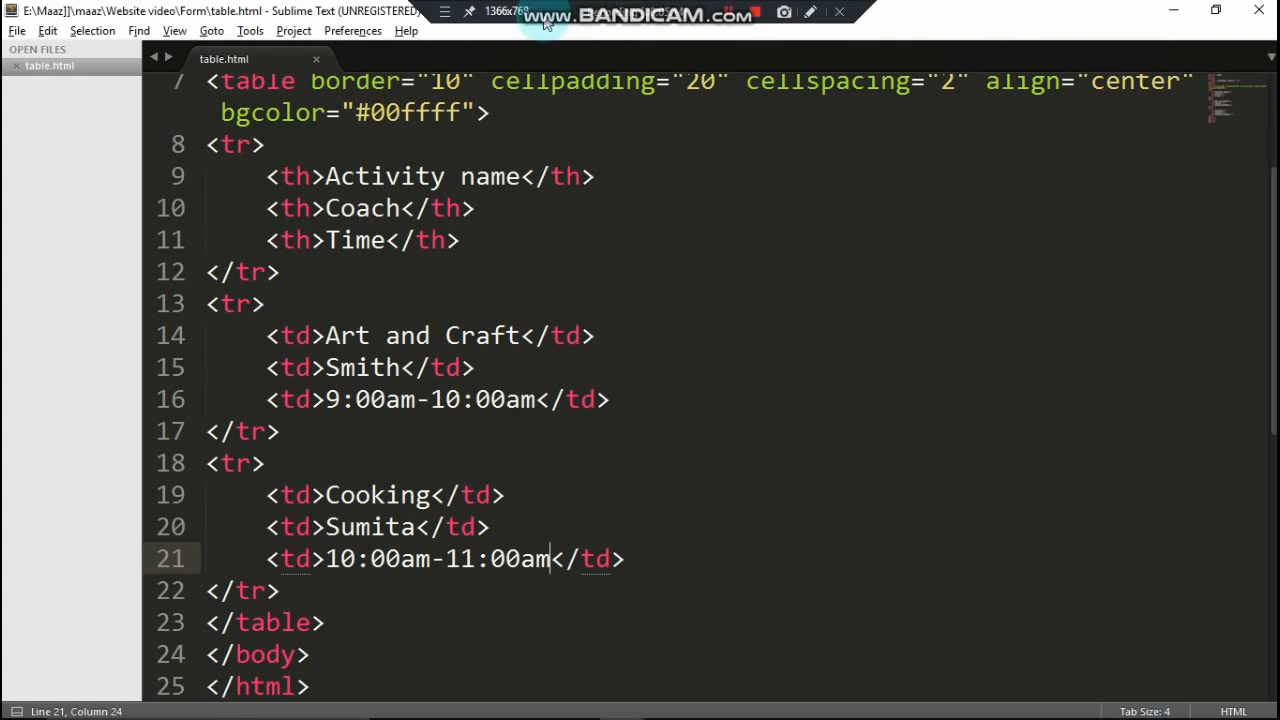 E:\Maaz]]\maaz\Website video\Form\table.html - Sublime Text (UNREGISTERED)
1366x768
www.BANDICAM.com
File Edit Selection Find View Goto Tools Project Preferences Help
OPEN FILES
table.html
table.html
7 <table border="10" cellpadding="20" cellspacing="2" align="center"
bgcolor="#00ffff">
8 <tr>
9 <th>Activity name</th>
10 <th>Coach</th>
11 <th>Time</th>
12 </tr>
13 <tr>
14 <td>Art and Craft</td>
15 <td>Smith</td>
16 <td>9:00am-10:00am</td>
17 </tr>
18 <tr>
19 <td>Cooking</td>
20 <td>Sumita</td>
21 <td>10:00am-11:00am</td>
22 </tr>
23 </table>
24 </body>
25 </html>
Line 21, Column 24
Tab Size: 4
HTML